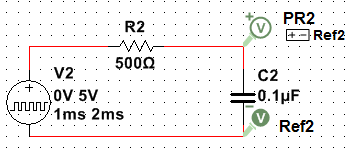 R2
500Ω
PR2
Ref2
V2
0V 5V
1ms 2ms
C2
0.1µF
Ref2